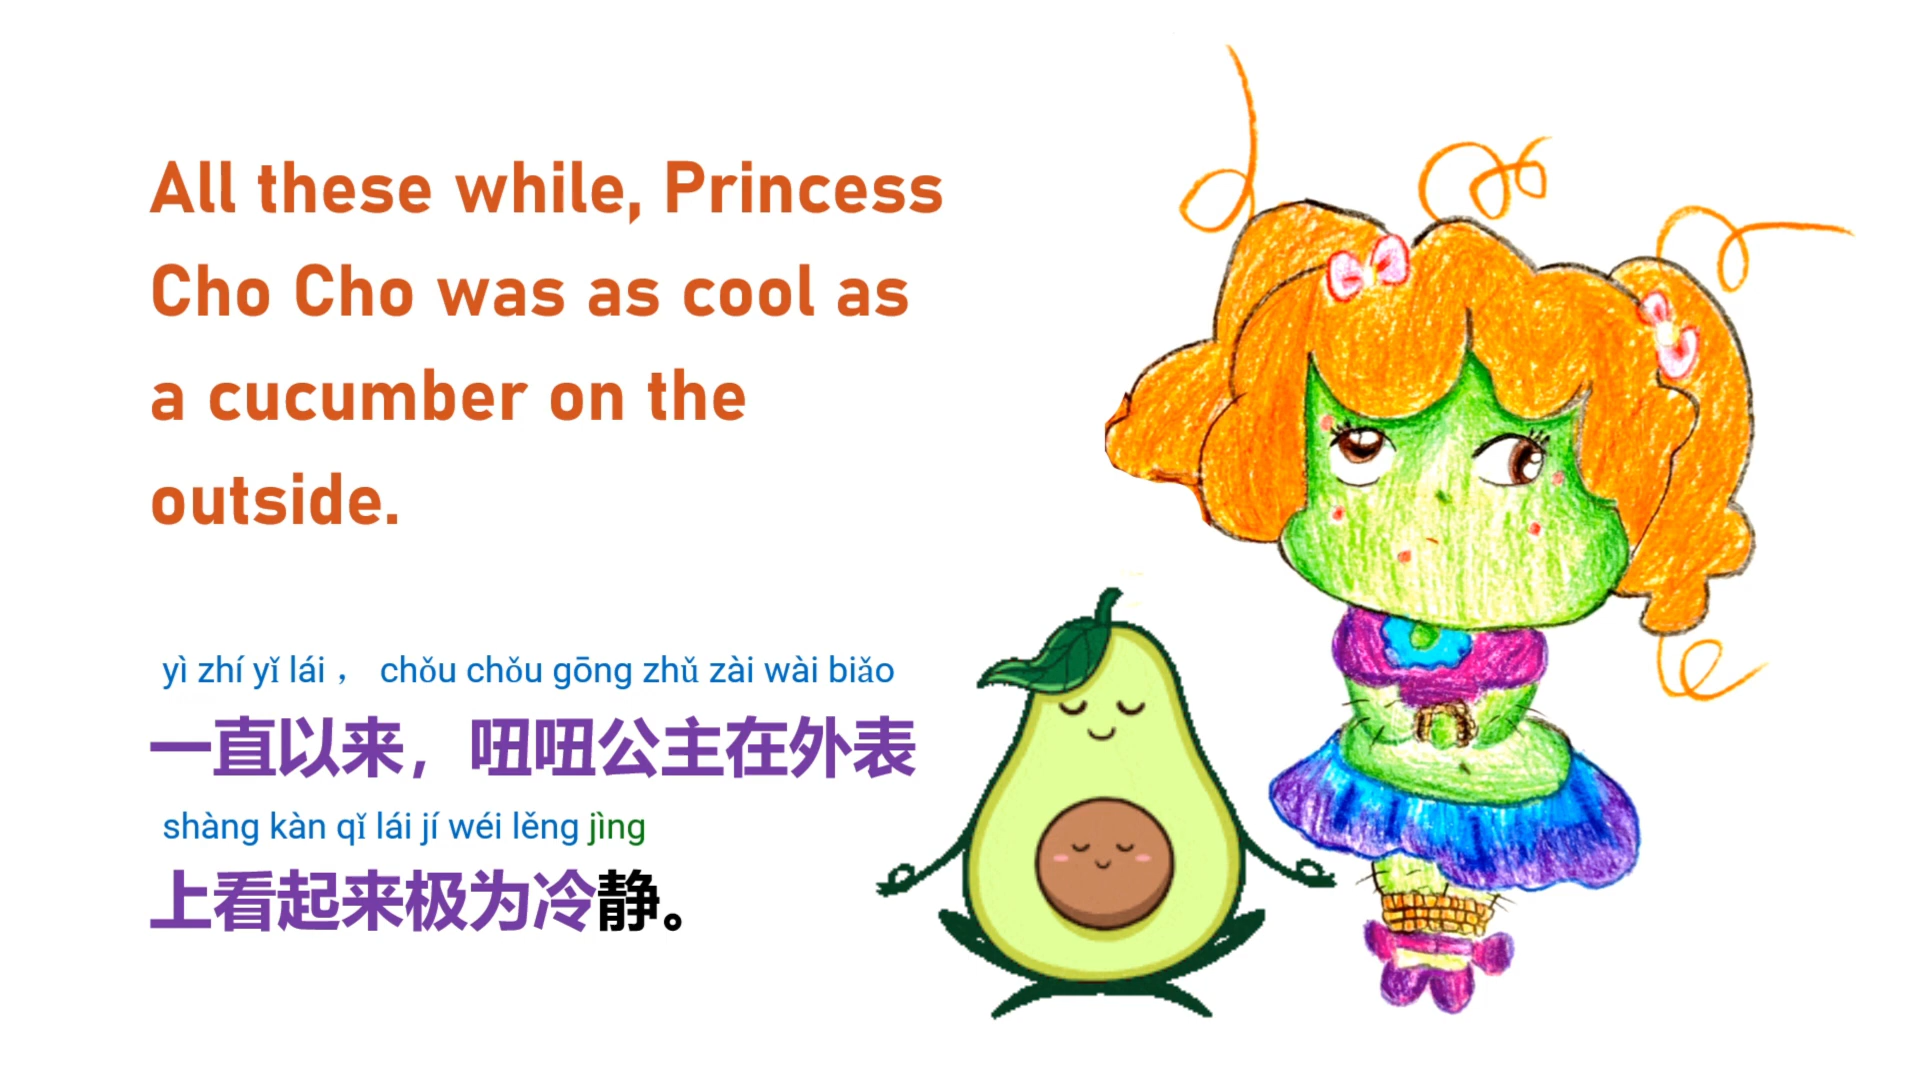 All these while, Princess
Cho Cho was as cool as
a cucumber on the
outside.
yì zhí yǐ lái， chǒu chǒu gōng zhǔ zài wài biǎo
一直以来，吜吜公主在外表
shàng kàn qǐ lái jí wéi lěng jìng
上看起来极为冷静。